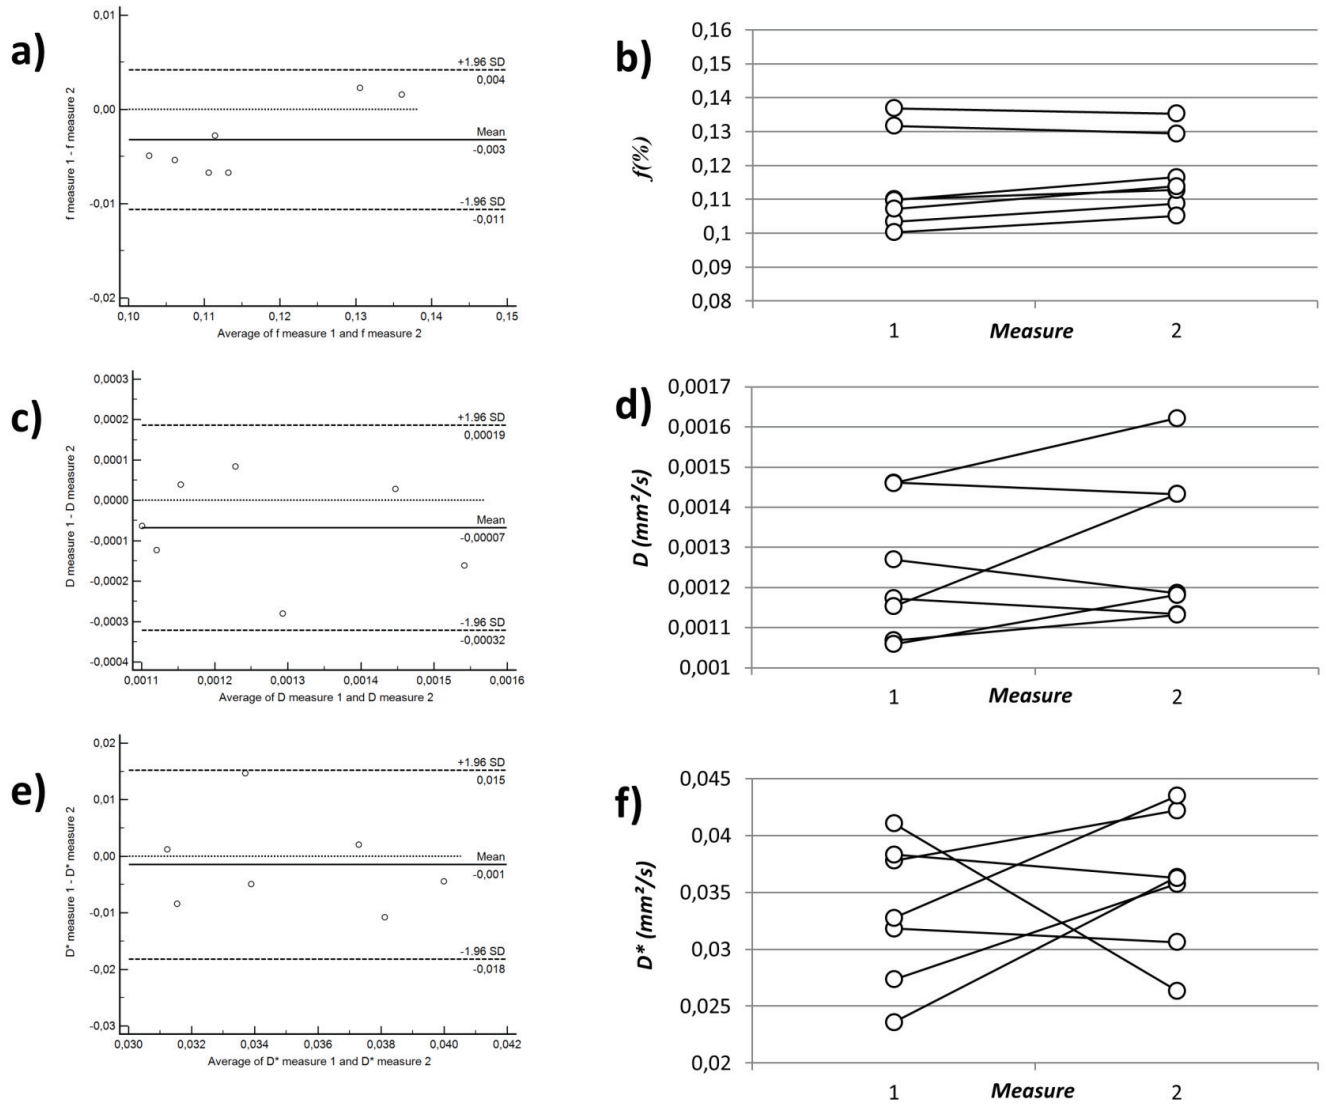 a)
0,01
0,00
-0,01
-0,02
f measure 1 - f measure 2
+1.96 SD
0,004
Mean
-0,003
-1.96 SD
-0,011
0,10 0,11 0,12 0,13 0,14 0,15
Average of f measure 1 and f measure 2
b)
0,16
0,15
0,14
0,13
0,12
0,11
0,1
0,09
0,08
f(%)
1 Measure 2
c)
0,0003
0,0002
0,0001
0,0000
-0,0001
-0,0002
-0,0003
-0,0004
D measure 1 - D measure 2
+1.96 SD
0,00019
Mean
-0,00007
-1.96 SD
-0,00032
0,0011 0,0012 0,0013 0,0014 0,0015 0,0016
Average of D measure 1 and D measure 2
d)
0,0017
0,0016
0,0015
0,0014
0,0013
0,0012
0,0011
0,001
D (mm²/s)
1 Measure 2
e)
0,02
0,01
0,00
-0,01
-0,02
-0,03
D* measure 1 - D* measure 2
+1.96 SD
0,015
Mean
-0,001
-1.96 SD
-0,018
0,030 0,032 0,034 0,036 0,038 0,040 0,042
Average of D* measure 1 and D* measure 2
f)
0,045
0,04
0,035
0,03
0,025
0,02
D* (mm²/s)
1 Measure 2